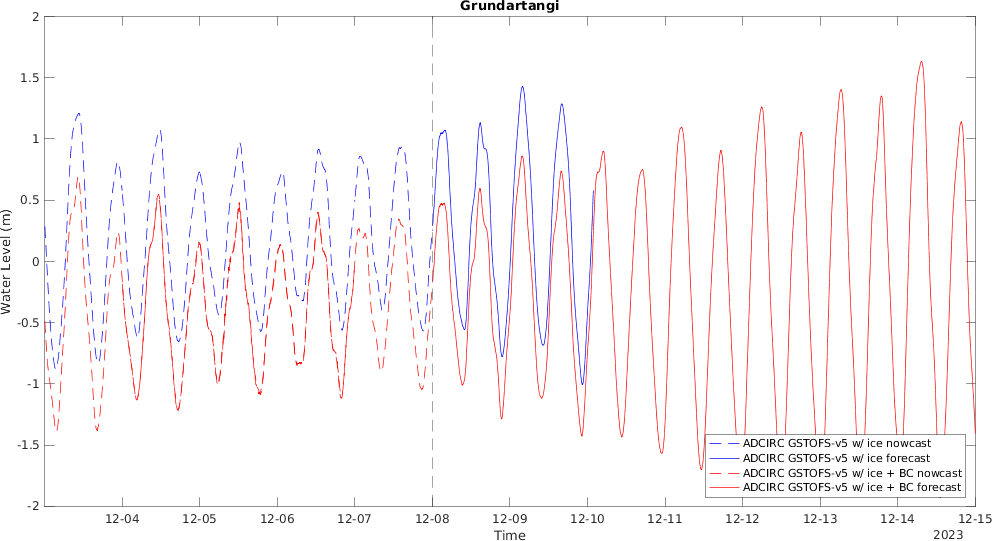 Grundartangi
2
1.5
1
0.5
0
-0.5
-1
-1.5
-2
Water Level (m)
12-04 12-05 12-06 12-07 12-08 12-09 12-10 12-11 12-12 12-13 12-14 12-15
Time
2023
ADCIRC GSTOFS-v5 w/ ice nowcast
ADCIRC GSTOFS-v5 w/ ice forecast
ADCIRC GSTOFS-v5 w/ ice + BC nowcast
ADCIRC GSTOFS-v5 w/ ice + BC forecast